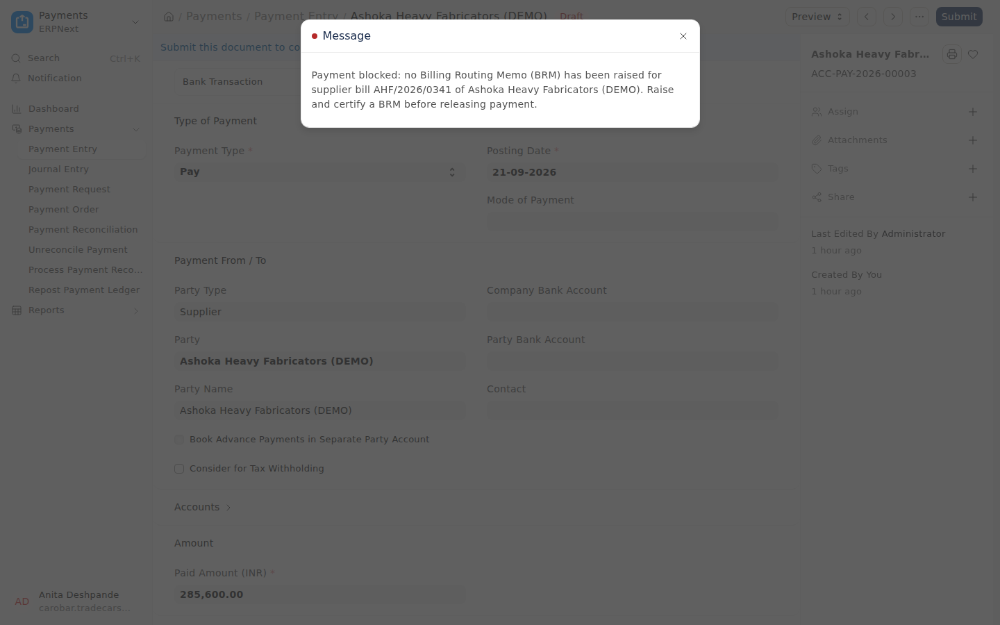 Payments
ERPNext
Search Ctrl+K
Notification
Dashboard
Payments
Payment Entry
Journal Entry
Payment Request
Payment Order
Payment Reconciliation
Unreconcile Payment
Process Payment Reco...
Repost Payment Ledger
Reports
AD
Anita Deshpande
carobar.tradecars...
/ Payments / Payment Entry / Ashoka Heavy Fabricators (DEMO) Draft
Preview
Submit
Submit this document to co
Message
Payment blocked: no Billing Routing Memo (BRM) has been raised for
supplier bill AHF/2026/0341 of Ashoka Heavy Fabricators (DEMO). Raise
and certify a BRM before releasing payment.
Bank Transaction
Type of Payment
Payment Type *
Pay
Posting Date *
21-09-2026
Mode of Payment
Payment From / To
Party Type
Supplier
Company Bank Account
Party
Ashoka Heavy Fabricators (DEMO)
Party Bank Account
Party Name
Ashoka Heavy Fabricators (DEMO)
Contact
Book Advance Payments in Separate Party Account
Consider for Tax Withholding
Accounts
Amount
Paid Amount (INR) *
285,600.00
Ashoka Heavy Fabr...
ACC-PAY-2026-00003
Assign
Attachments
Tags
Share
Last Edited By Administrator
1 hour ago
Created By You
1 hour ago